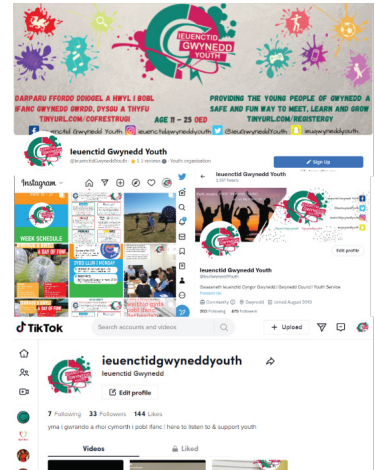 IEUENCTID
GWYNEDD
YOUTH
DARPARU FFORDD DDIOGEL A HWYL I BOBL
IFANC GWYNEDD GWRDD, DYSGU A THYFU
TINYURL.COM/COFRESTRUGI
AGE 11 - 25 OED
PROVIDING THE YOUNG PEOPLE OF GWYNEDD A
SAFE AND FUN WAY TO MEET, LEARN AND GROW
TINYURL.COM/REGISTERGY
Ieuenctid Gwynedd Youth
Youth organisation
Sign Up
Instagram
WEEK SCHEDULE
DYDD LLUN | MONDAY
Ieuenctid Gwynedd Youth
Edit profile
Ieuenctid Gwynedd Youth
Gwasanaeth Ieuenctid Cyngor Gwynedd | Gwynedd Council Youth Service
Community
Gwynedd
Joined August 2013
Following
Followers
TikTok
Search accounts and videos
Upload
ieuenctidgwyneddyouth
Ieuenctid Gwynedd
Edit profile
7 Following 33 Followers 144 Likes
yma i gwrando a rhoi cymorth i pobl ifanc | here to listen to & support youth
Videos
Liked